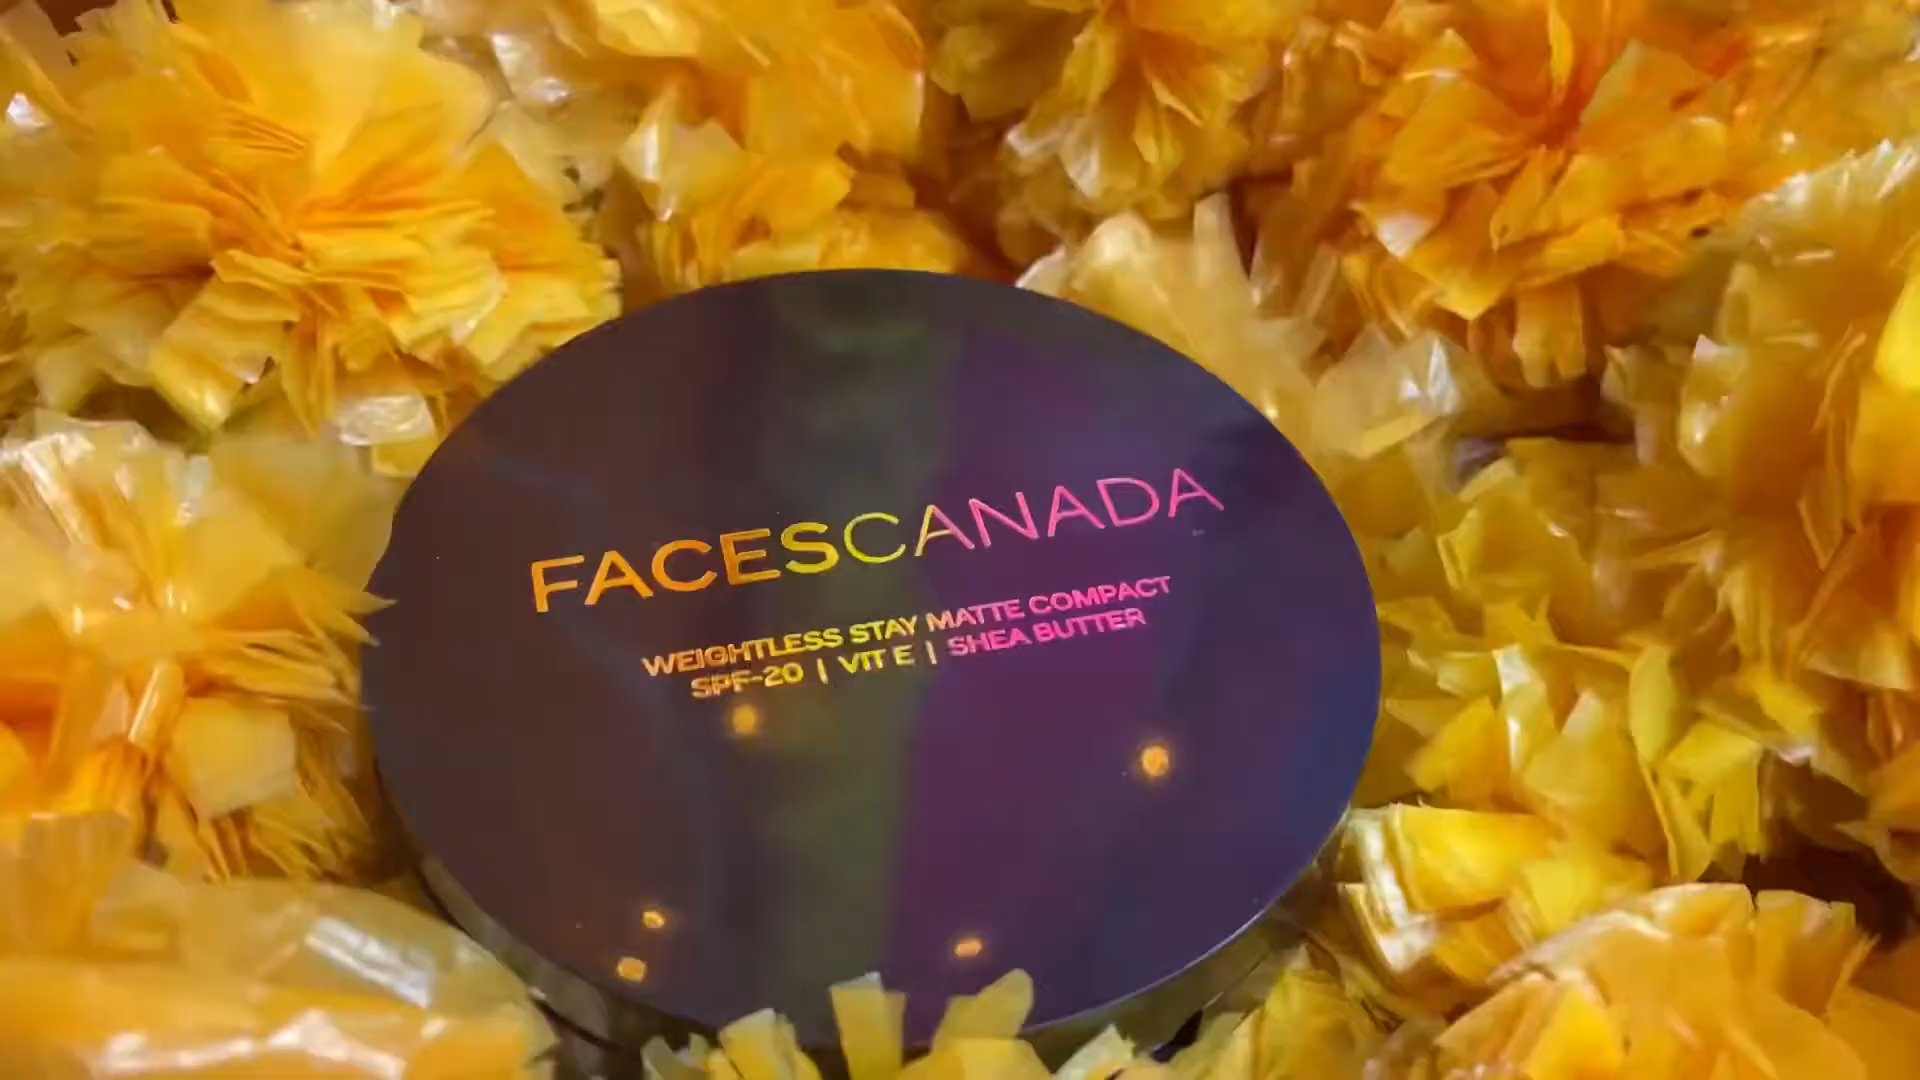 FACESCANADA
WEIGHTLESS STAY MATTE COMPACT
SPF-20 | VIT E | SHEA BUTTER